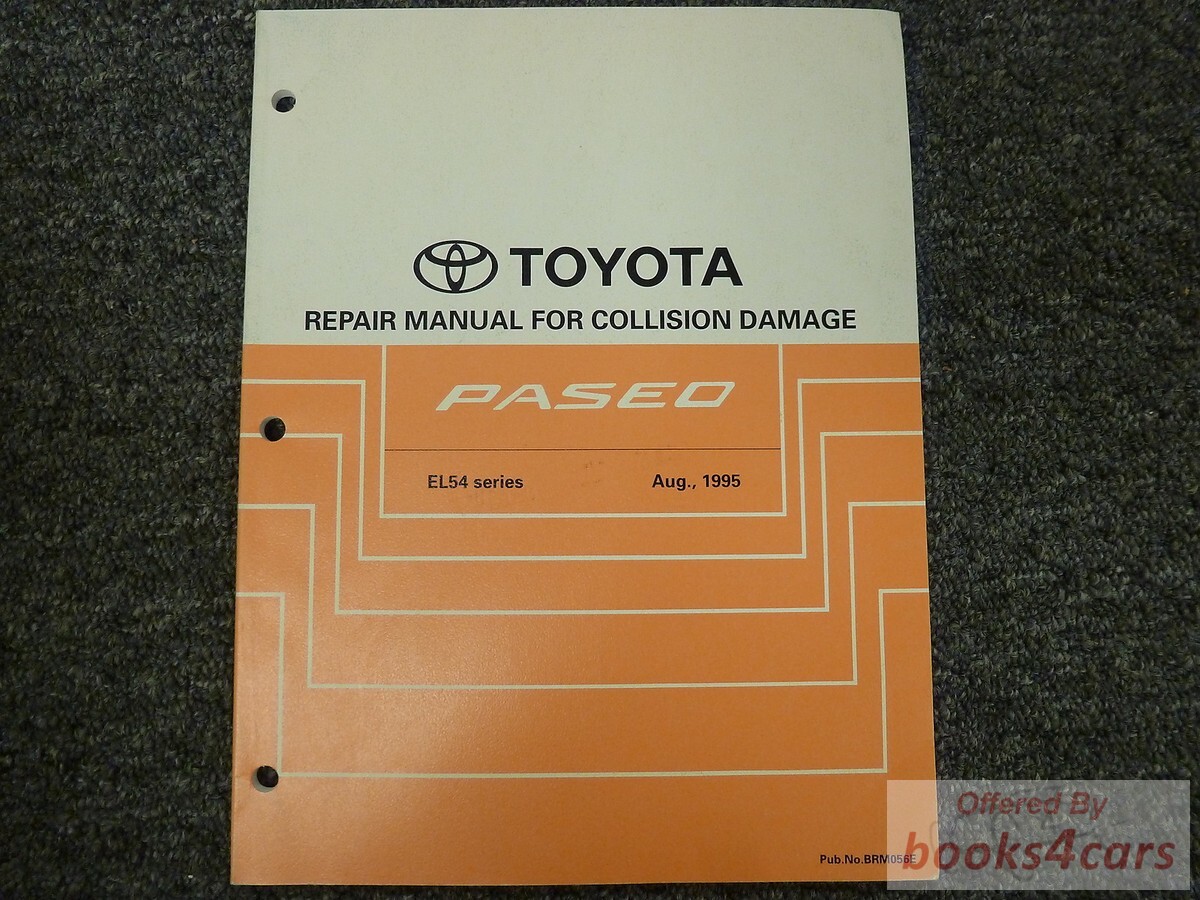 TOYOTA
REPAIR MANUAL FOR COLLISION DAMAGE
PASEO
EL54 series Aug., 1995
Pub.No.BRM056E
Offered By
books4cars